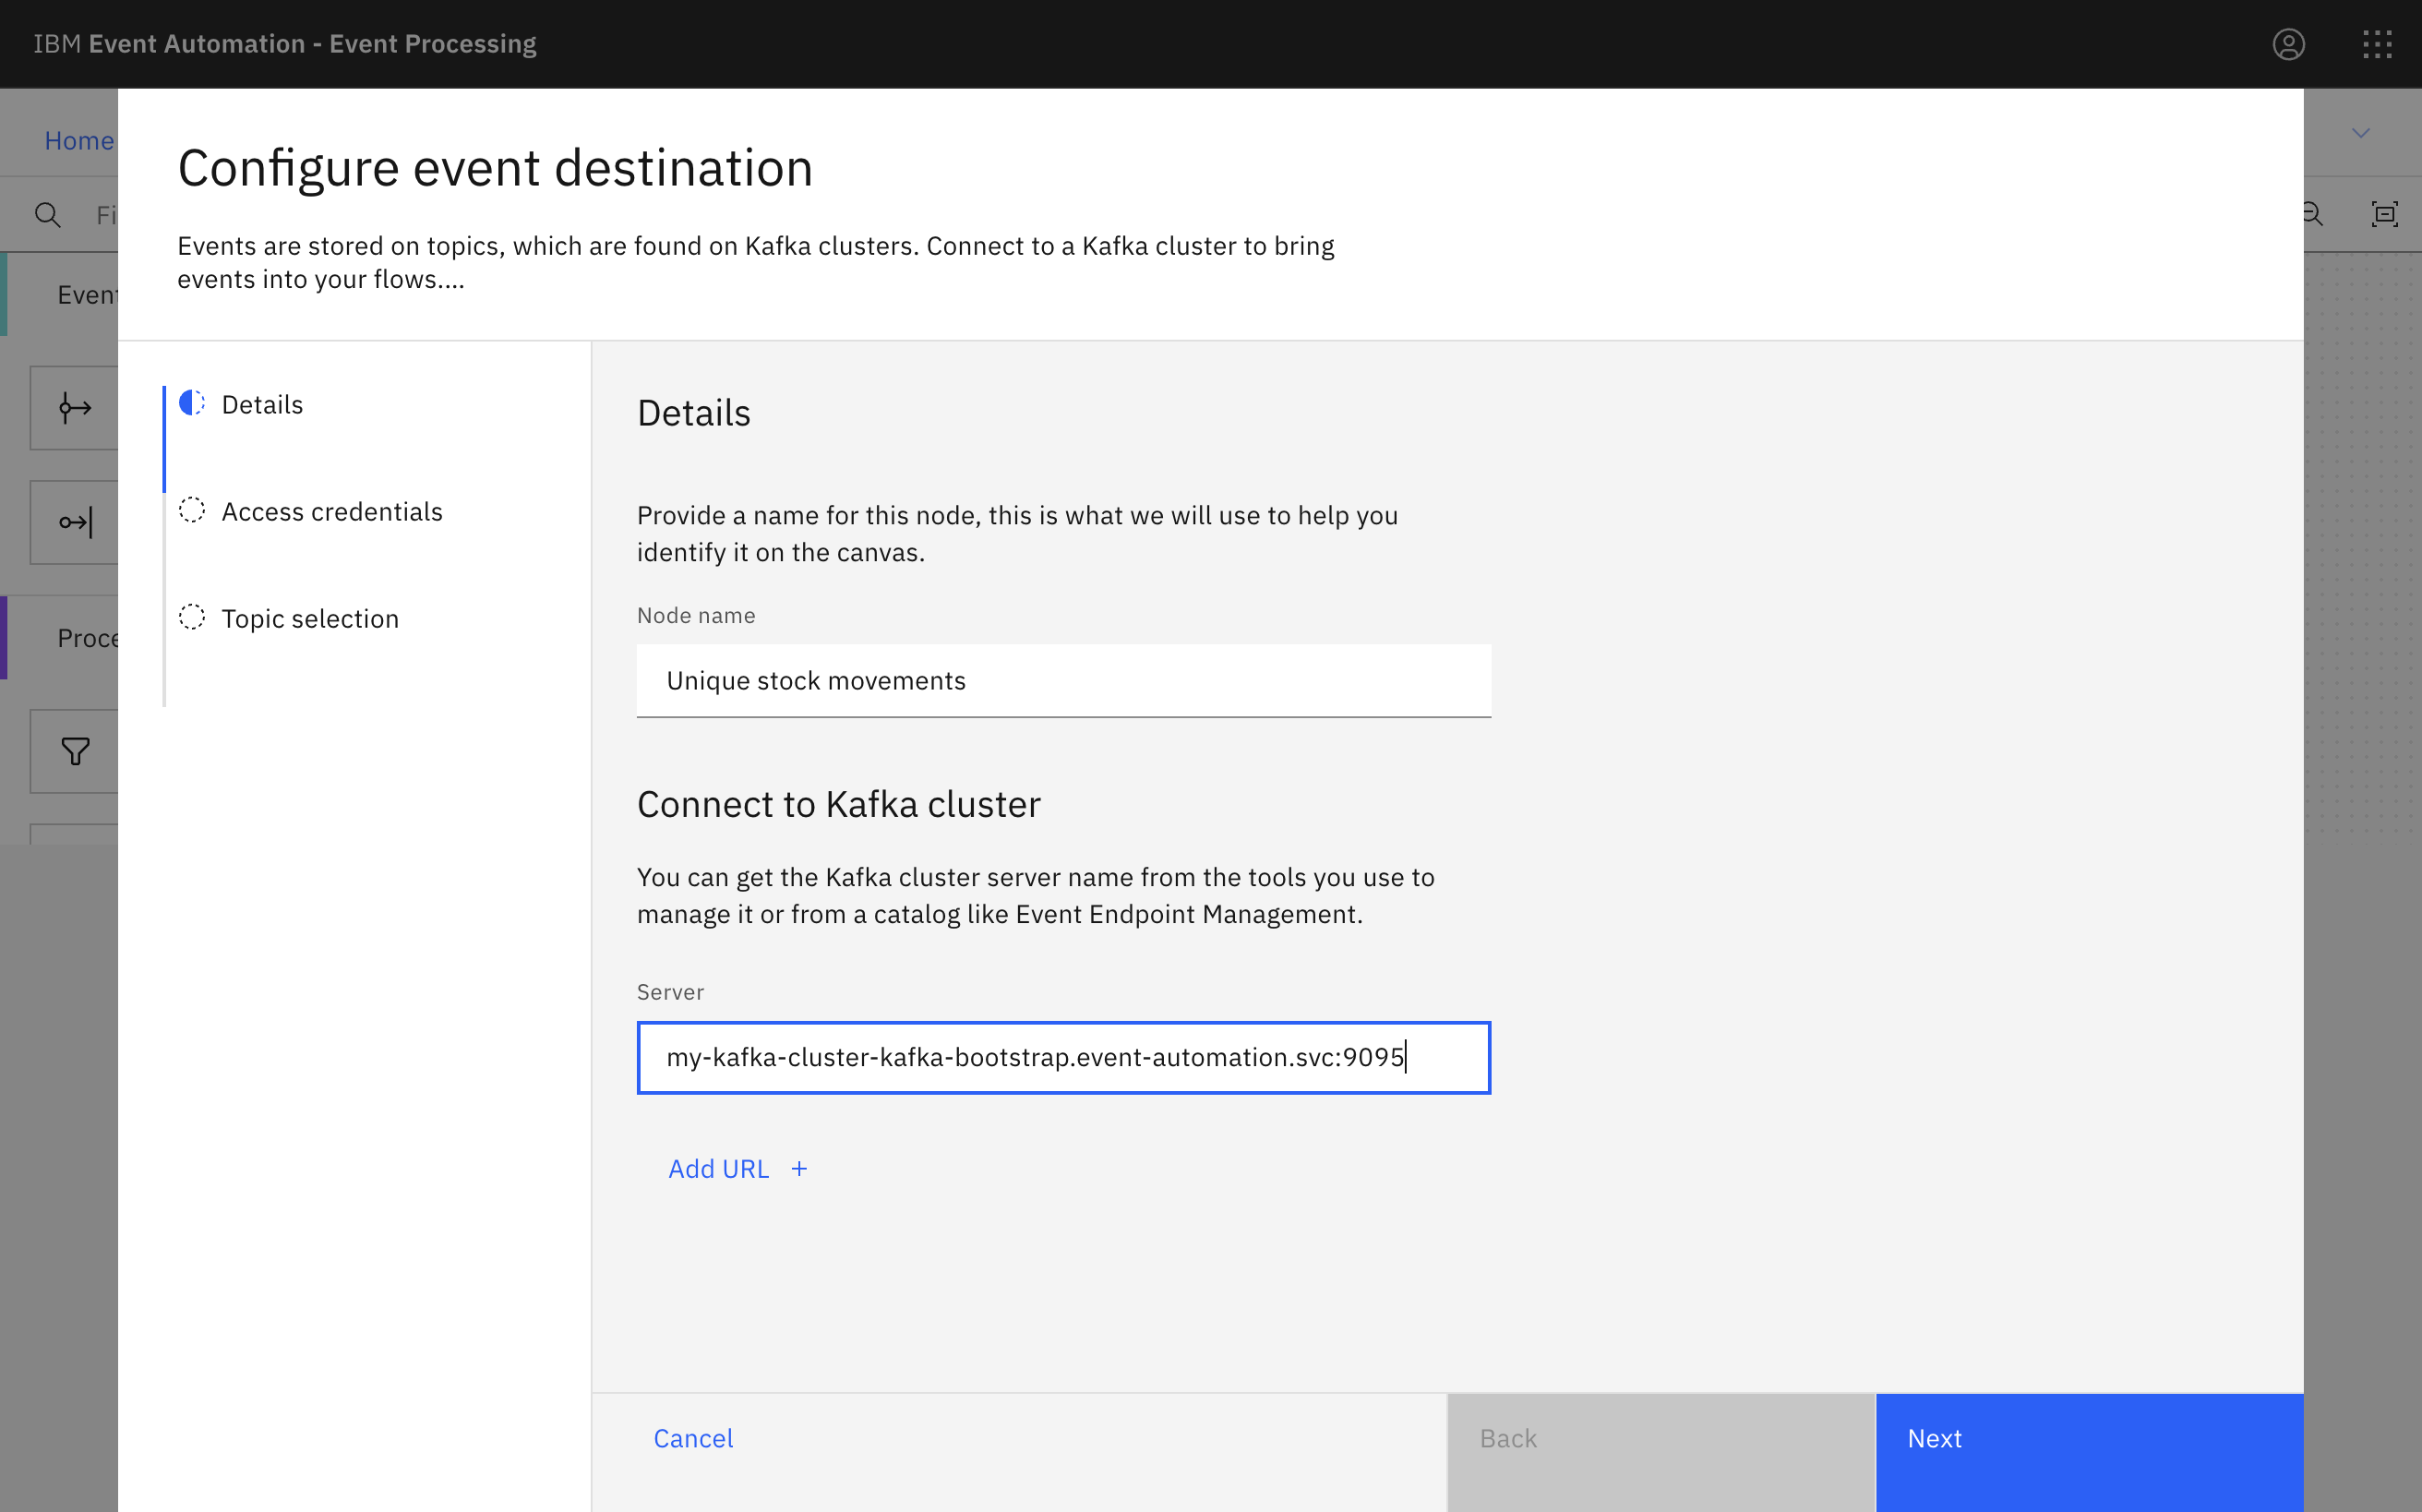 IBM Event Automation - Event Processing
Home
Configure event destination
Events are stored on topics, which are found on Kafka clusters. Connect to a Kafka cluster to bring
events into your flows....
Details
Access credentials
Topic selection
Details
Provide a name for this node, this is what we will use to help you
identify it on the canvas.
Node name
Unique stock movements
Connect to Kafka cluster
You can get the Kafka cluster server name from the tools you use to
manage it or from a catalog like Event Endpoint Management.
Server
my-kafka-cluster-kafka-bootstrap.event-automation.svc:9095
Add URL +
Cancel
Back
Next